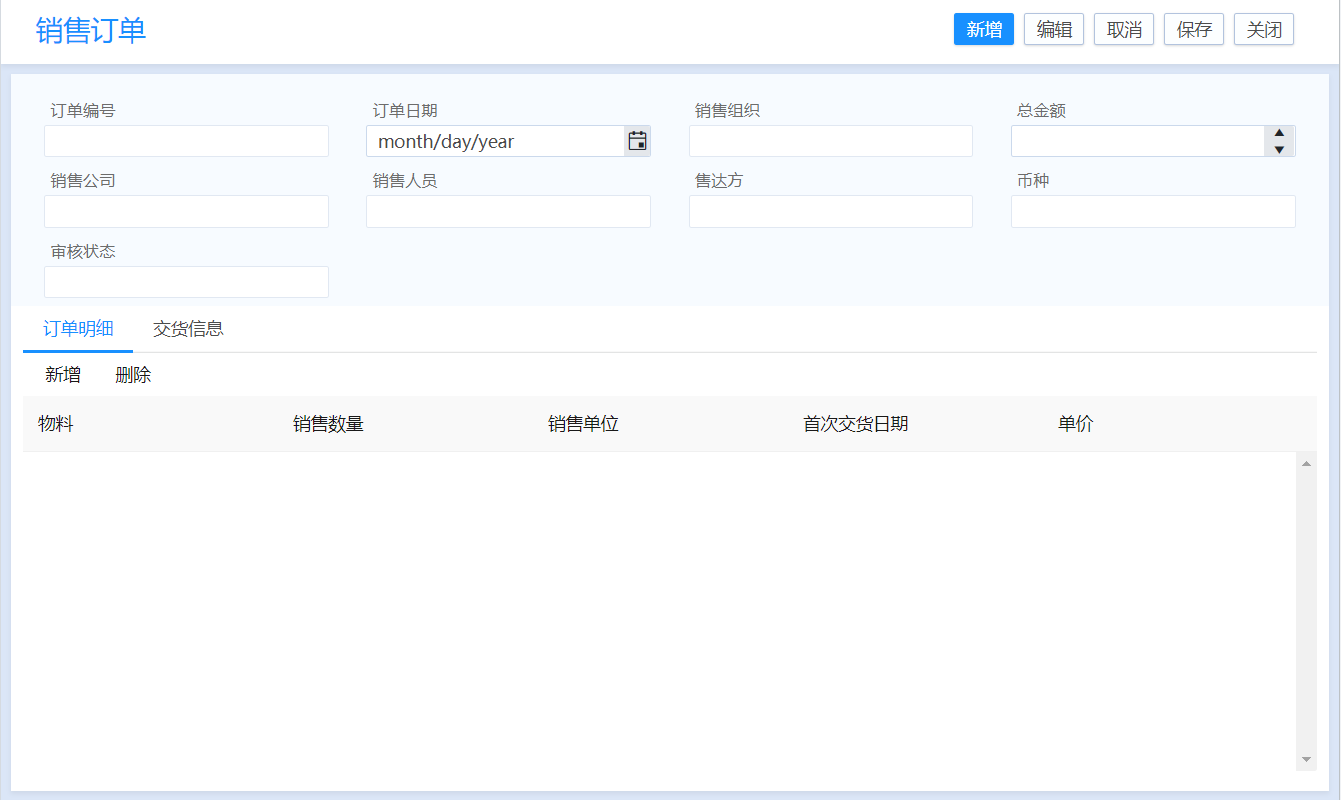 销售订单 新增 编辑 取消 保存 关闭
订单编号 订单日期 销售组织 总金额
month/day/year
销售公司 销售人员 售达方 币种
审核状态
订单明细 交货信息
新增 删除
物料 销售数量 销售单位 首次交货日期 单价